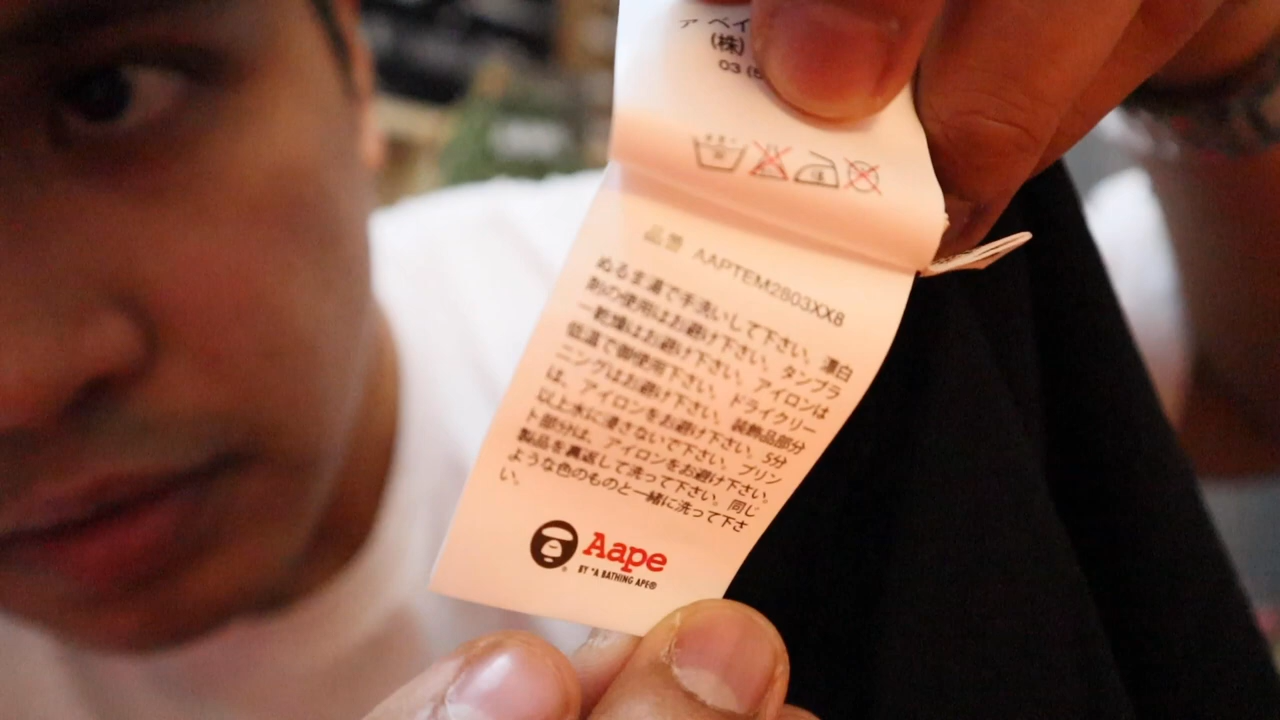 ア ベイ
(株)
03 (5
品番 AAPTEM2803XX8
ぬるま湯で手洗いして下さい、漂白
剤の使用はお避け下さい、タンブラ
ー乾燥はお避け下さい、アイロンは
低温で御使用下さい、ドライクリー
ニングはお避け下さい、装飾品部分
は、アイロンをお避け下さい。5分
以上水に浸さないで下さい。プリン
ト部分は、アイロンをお避け下さい。
製品を裏返して洗って下さい。同じ
ような色のものと一緒に洗って下さ
い。
Aape
BY *A BATHING APE®